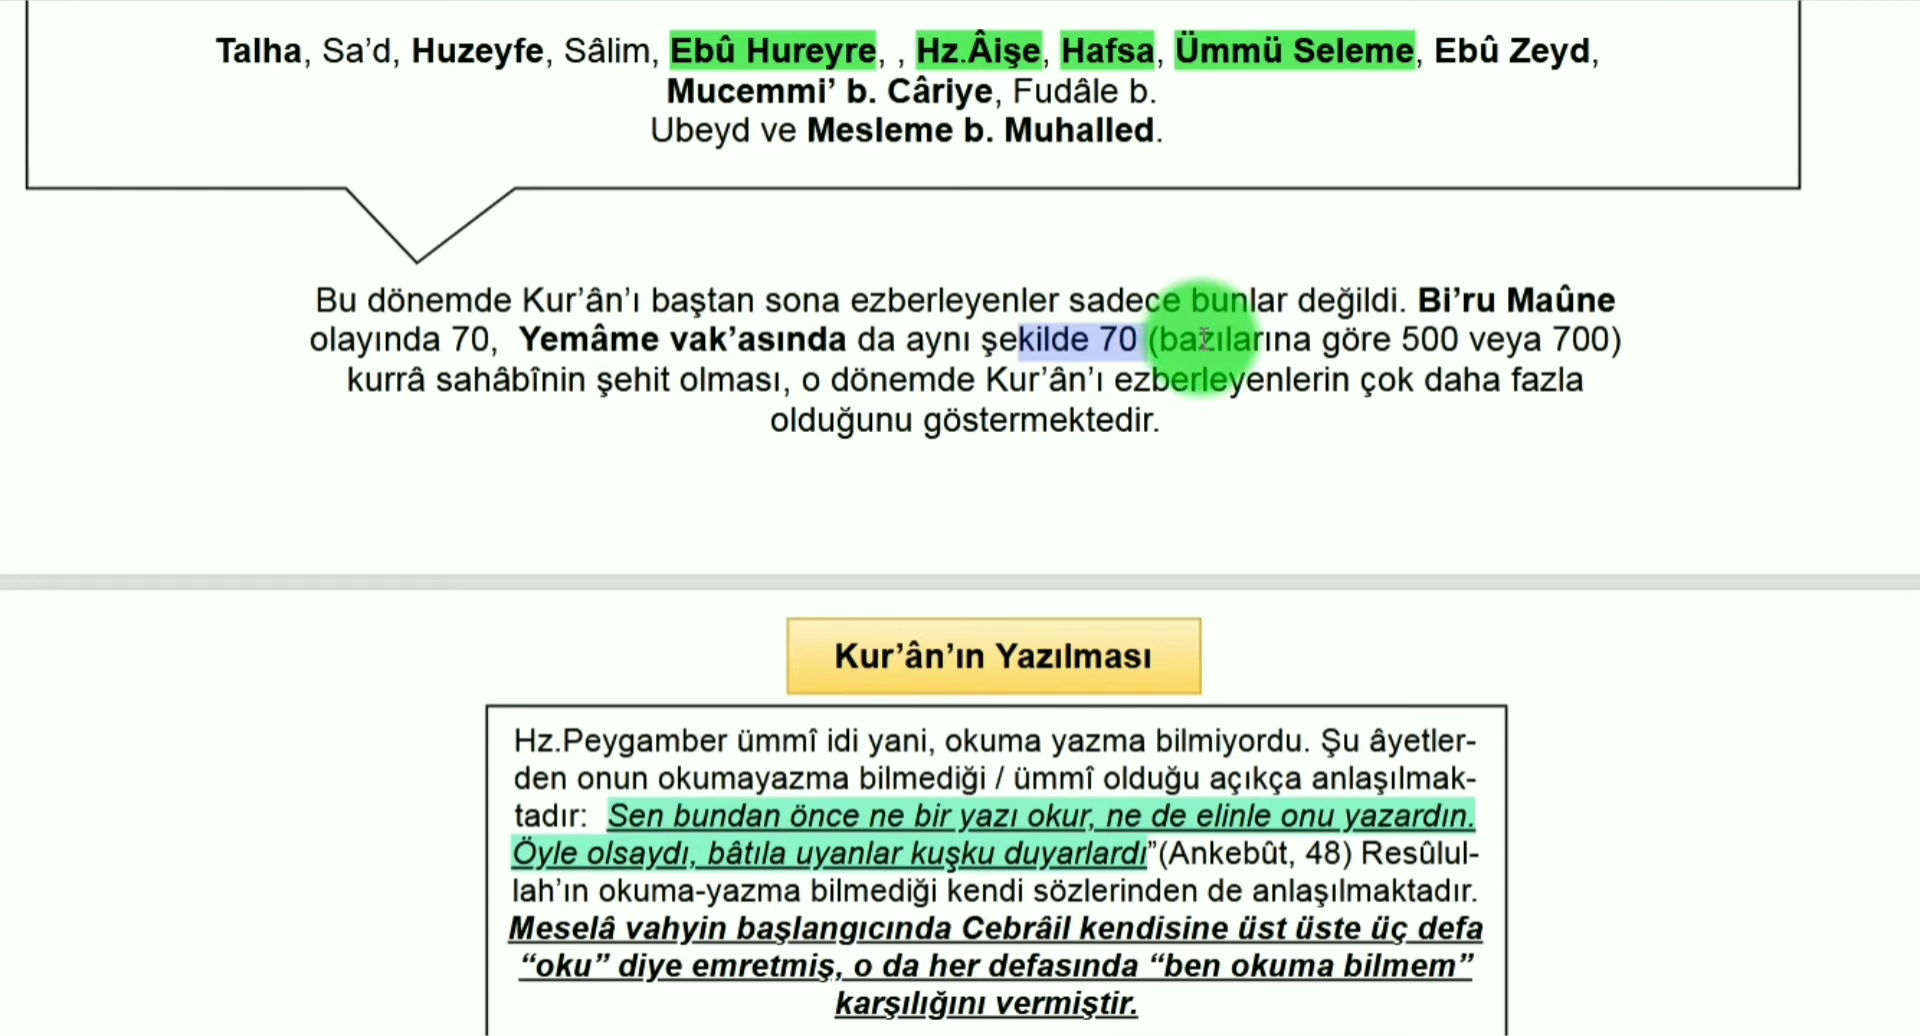 Talha, Sa’d, Huzeyfe, Sâlim, Ebû Hureyre, , Hz.Âişe, Hafsa, Ümmü Seleme, Ebû Zeyd,
Mucemmi’ b. Câriye, Fudâle b.
Ubeyd ve Mesleme b. Muhalled.
Bu dönemde Kur’ân’ı baştan sona ezberleyenler sadece bunlar değildi. Bi’ru Maûne
olayında 70, Yemâme vak’asında da aynı şekilde 70 (bazılarına göre 500 veya 700)
kurrâ sahâbînin şehit olması, o dönemde Kur’ân’ı ezberleyenlerin çok daha fazla
olduğunu göstermektedir.
Kur’ân’ın Yazılması
Hz.Peygamber ümmî idi yani, okuma yazma bilmiyordu. Şu âyetler-
den onun okumayazma bilmediği / ümmî olduğu açıkça anlaşılmak-
tadır: Sen bundan önce ne bir yazı okur, ne de elinle onu yazardın.
Öyle olsaydı, bâtıla uyanlar kuşku duyarlardı”(Ankebût, 48) Resûlul-
lah’ın okuma-yazma bilmediği kendi sözlerinden de anlaşılmaktadır.
Meselâ vahyin başlangıcında Cebrâil kendisine üst üste üç defa
“oku” diye emretmiş, o da her defasında “ben okuma bilmem”
karşılığını vermiştir.